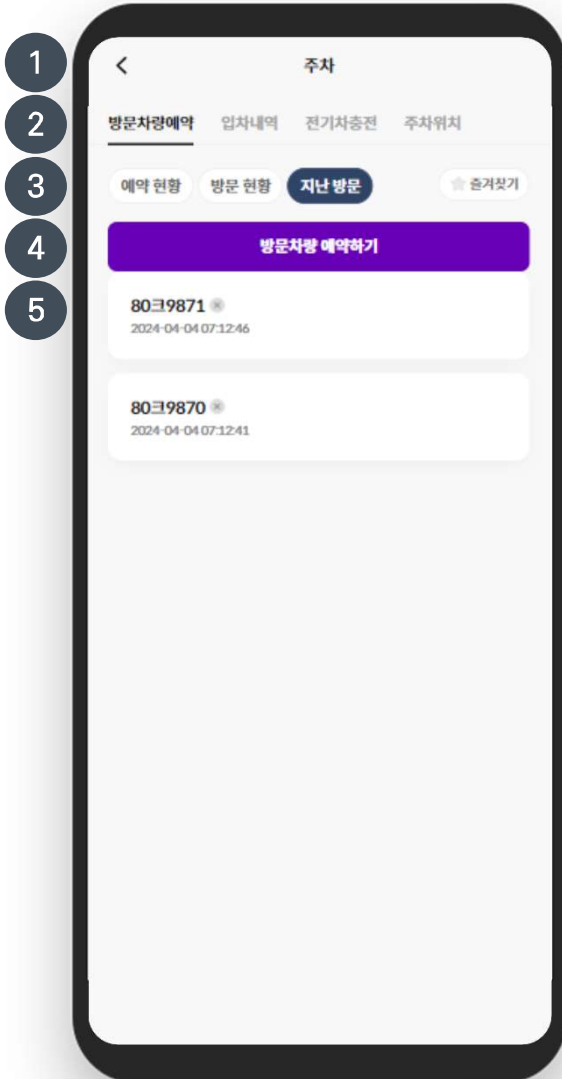 1
주차
2
방문차량예약 입차내역 전기차충전 주차위치
3
예약 현황 방문 현황 지난 방문 즐겨찾기
4
방문차량 예약하기
5
80크9871
2024-04-04 07:12:46
80크9870
2024-04-04 07:12:41